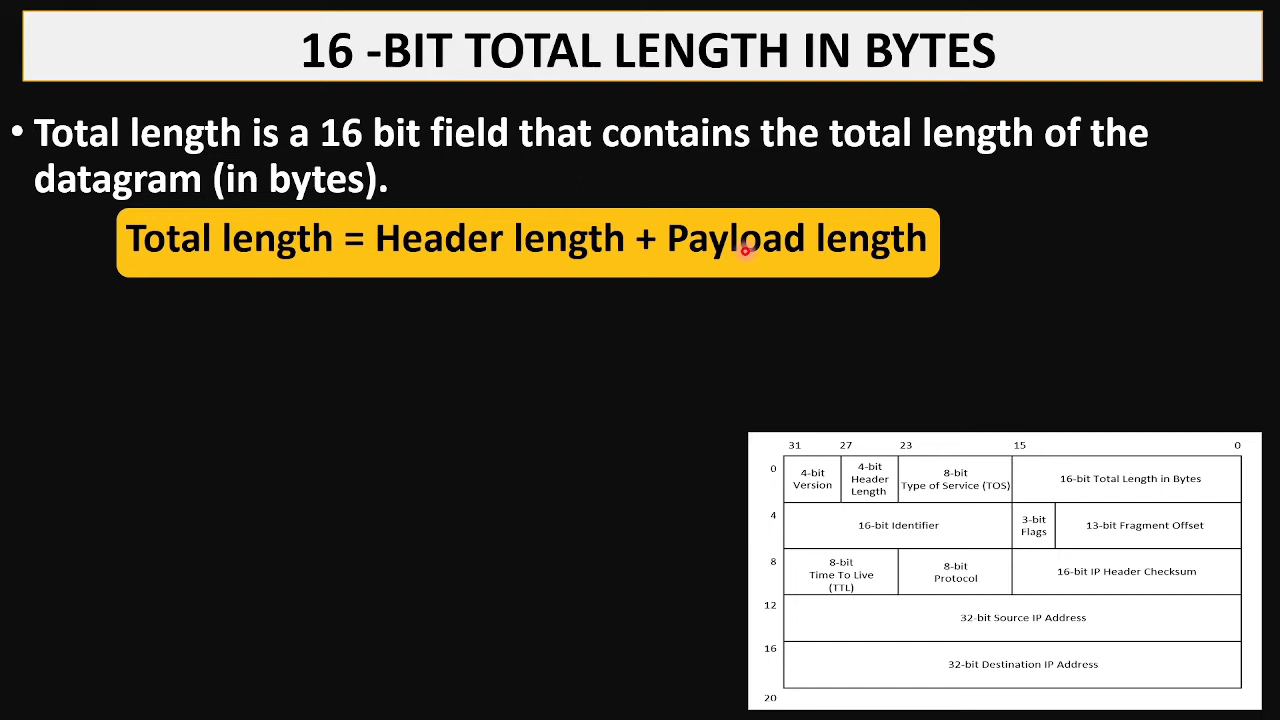 16 -BIT TOTAL LENGTH IN BYTES
• Total length is a 16 bit field that contains the total length of the
datagram (in bytes).
Total length = Header length + Payload length
31 27 23 15 0
0
4-bit
Version
4-bit
Header
Length
8-bit
Type of Service (TOS)
16-bit Total Length in Bytes
4
16-bit Identifier
3-bit
Flags
13-bit Fragment Offset
8
8-bit
Time To Live
(TTL)
8-bit
Protocol
16-bit IP Header Checksum
12
32-bit Source IP Address
16
32-bit Destination IP Address
20